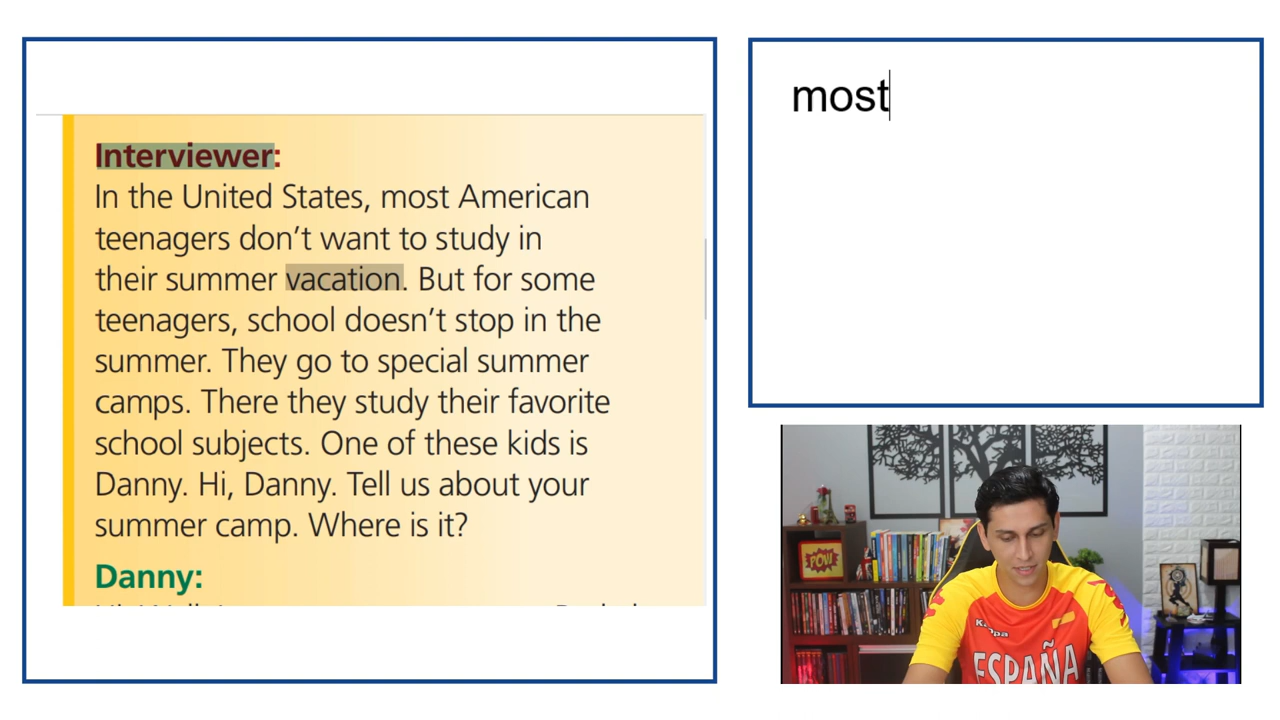 Interviewer:
In the United States, most American
teenagers don't want to study in
their summer vacation. But for some
teenagers, school doesn't stop in the
summer. They go to special summer
camps. There they study their favorite
school subjects. One of these kids is
Danny. Hi, Danny. Tell us about your
summer camp. Where is it?
Danny:
most
POW
Kappa
ESPAÑA